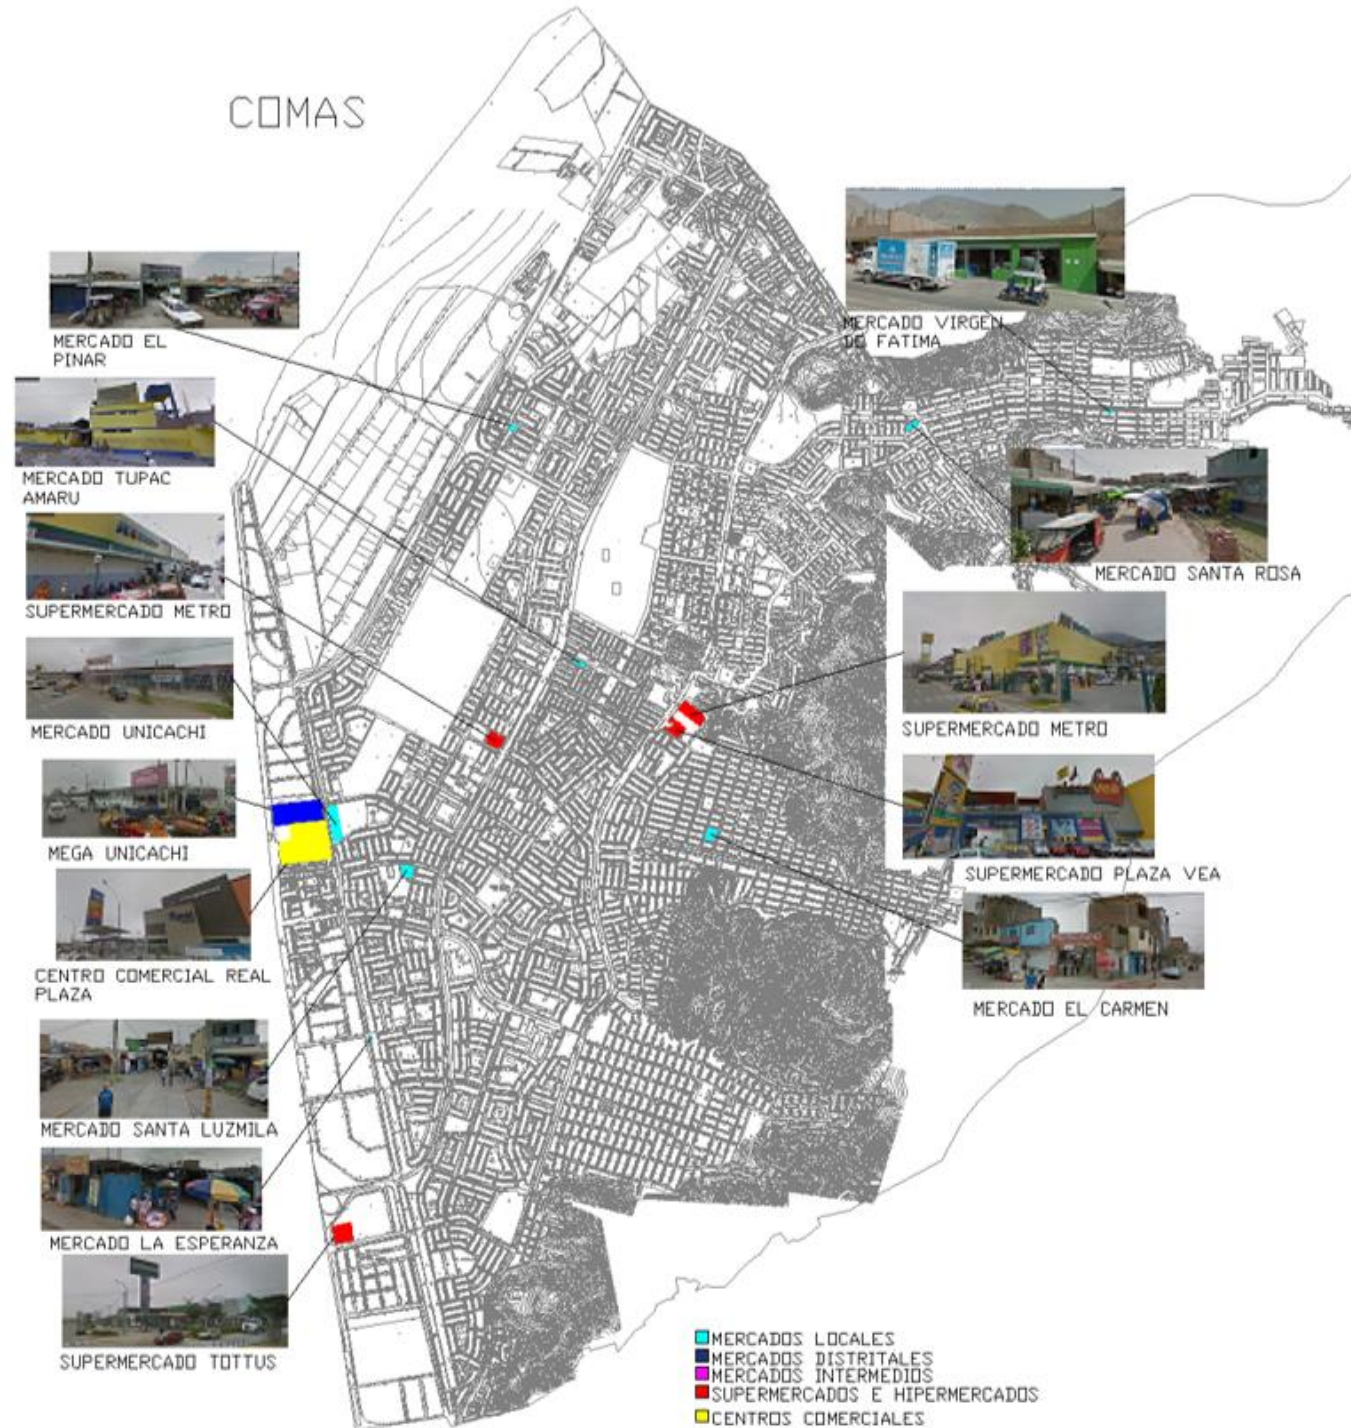 COMAS
MERCADO EL
PINAR
MERCADO TUPAC
AMARU
SUPERMERCADO METRO
MERCADO UNICACHI
MEGA UNICACHI
CENTRO COMERCIAL REAL
PLAZA
MERCADO SANTA LUZMILA
MERCADO LA ESPERANZA
SUPERMERCADO TOTTUS
MERCADO VIRGEN
DE FATIMA
MERCADO SANTA ROSA
SUPERMERCADO METRO
vea
SUPERMERCADO PLAZA VEA
MERCADO EL CARMEN
MERCADOS LOCALES
MERCADOS DISTRITALES
MERCADOS INTERMEDIOS
SUPERMERCADOS E HIPERMERCADOS
CENTROS COMERCIALES